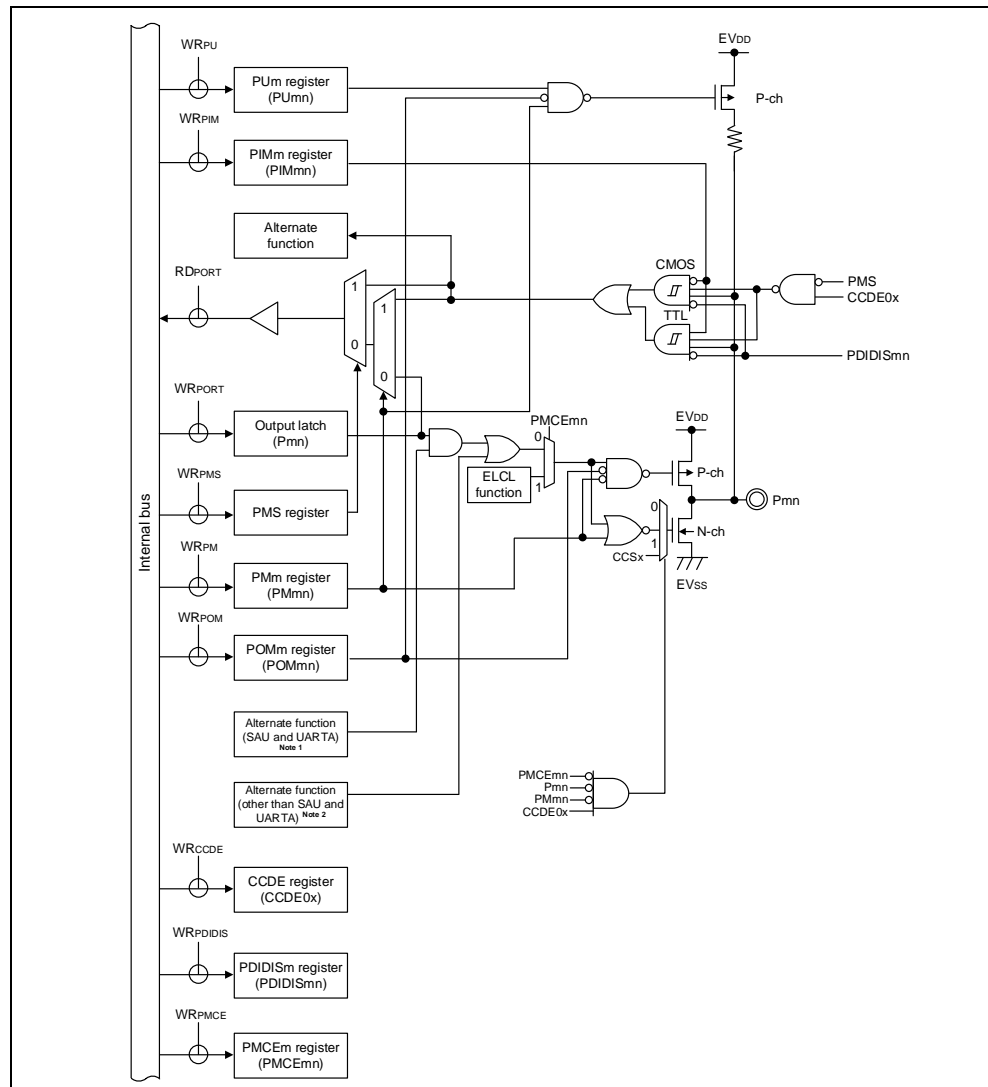 EVDD
WRPU
PUm register
(PUmn)
P-ch
WRPIM
PIMm register
(PIMmn)
Alternate
function
CMOS
PMS
CCDE0x
RDPORT
1
1
TTL
0
0
PDIDISmn
WRPORT
Output latch
(Pmn)
PMCEmn
EVDD
0
ELCL
function
1
P-ch
Pmn
WRPMS
PMS register
0
N-ch
1
CCSx
EVSS
Internal bus
WRPM
PMm register
(PMmn)
WRPOM
POMm register
(POMmn)
Alternate function
(SAU and UARTA)
Note 1
PMCEmn
Pmn
PMmn
CCDE0x
Alternate function
(other than SAU and
UARTA) Note 2
WRCCDE
CCDE register
(CCDE0x)
WRPDIDIS
PDIDISm register
(PDIDISmn)
WRPMCE
PMCEm register
(PMCEmn)